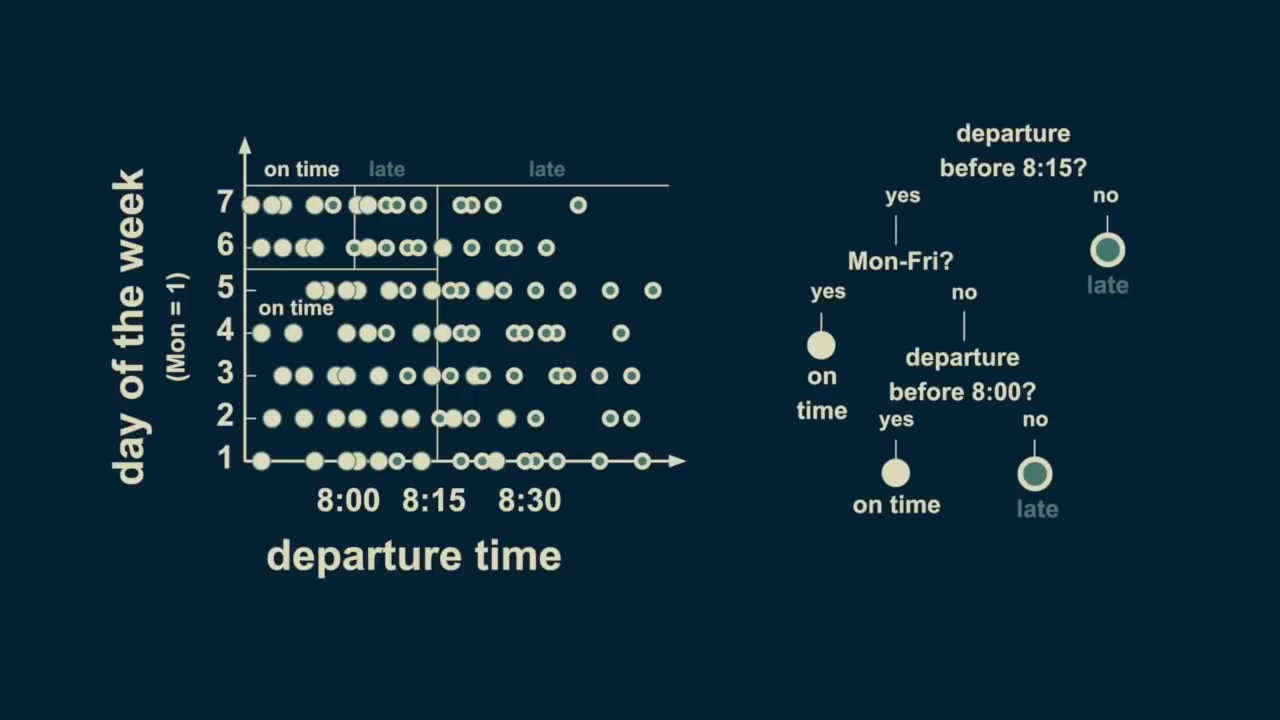 on time late late
day of the week
(Mon = 1)
7
6
5
on time
4
3
2
1
8:00 8:15 8:30
departure time
departure
before 8:15?
yes no
Mon-Fri?
late
yes no
on
time
departure
before 8:00?
yes no
on time late